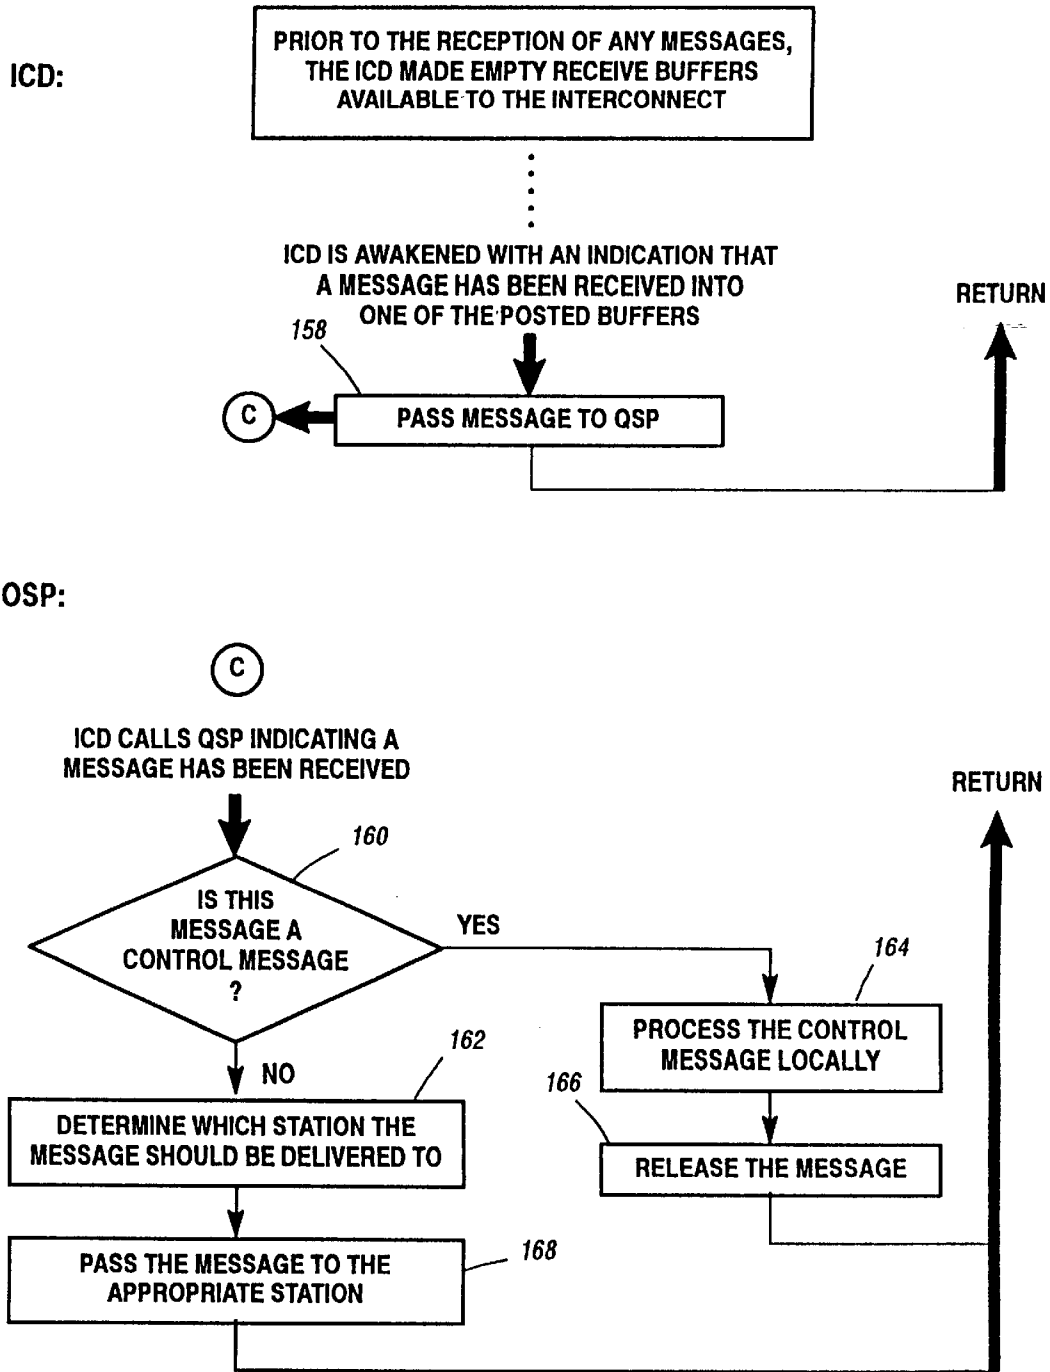 ICD:
PRIOR TO THE RECEPTION OF ANY MESSAGES,
THE ICD MADE EMPTY RECEIVE BUFFERS
AVAILABLE TO THE INTERCONNECT
ICD IS AWAKENED WITH AN INDICATION THAT
A MESSAGE HAS BEEN RECEIVED INTO
ONE OF THE POSTED BUFFERS
RETURN
158
C
PASS MESSAGE TO QSP
OSP:
C
ICD CALLS QSP INDICATING A
MESSAGE HAS BEEN RECEIVED
RETURN
160
IS THIS
MESSAGE A
CONTROL MESSAGE
?
YES
164
PROCESS THE CONTROL
MESSAGE LOCALLY
NO
162
166
DETERMINE WHICH STATION THE
MESSAGE SHOULD BE DELIVERED TO
RELEASE THE MESSAGE
168
PASS THE MESSAGE TO THE
APPROPRIATE STATION